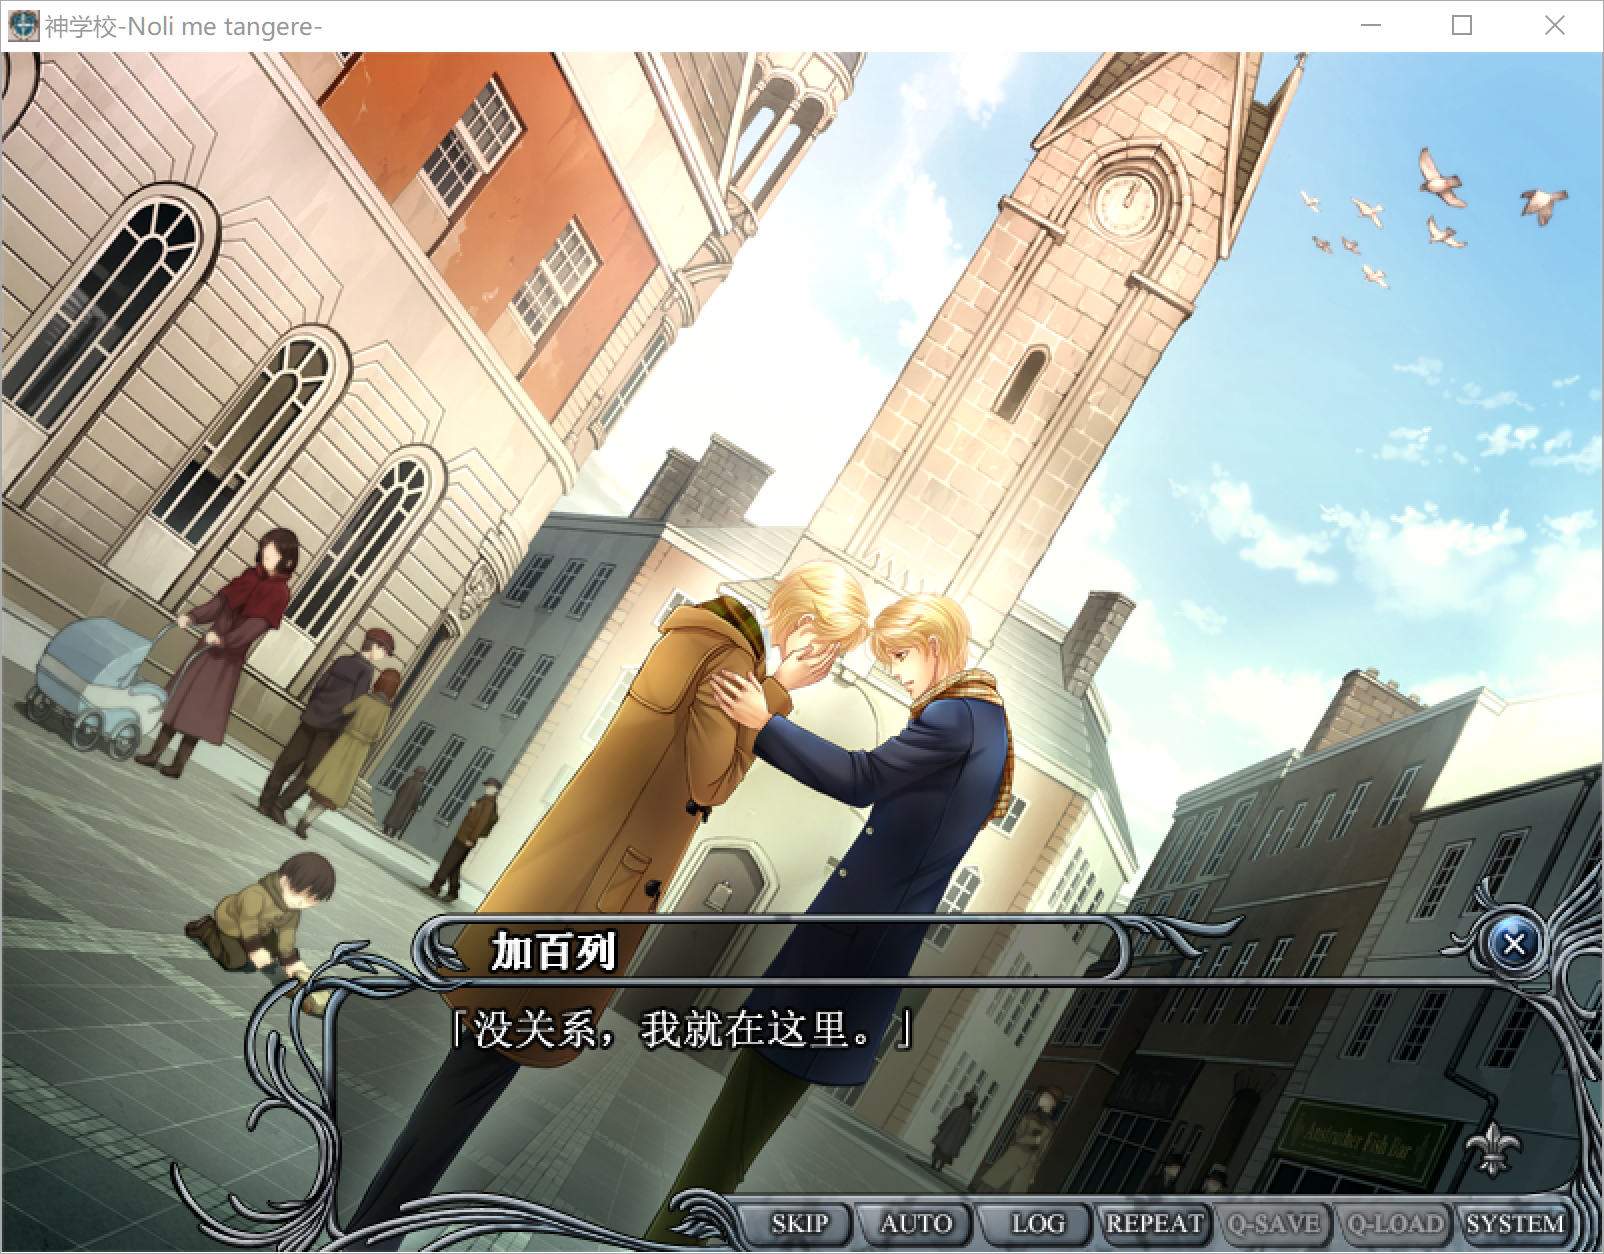 神学校-Noli me tangere-
加百列
「没关系，我就在这里。」
Anstruther Fish Bar
SKIP
AUTO
LOG
REPEAT
Q-SAVE
Q-LOAD
SYSTEM